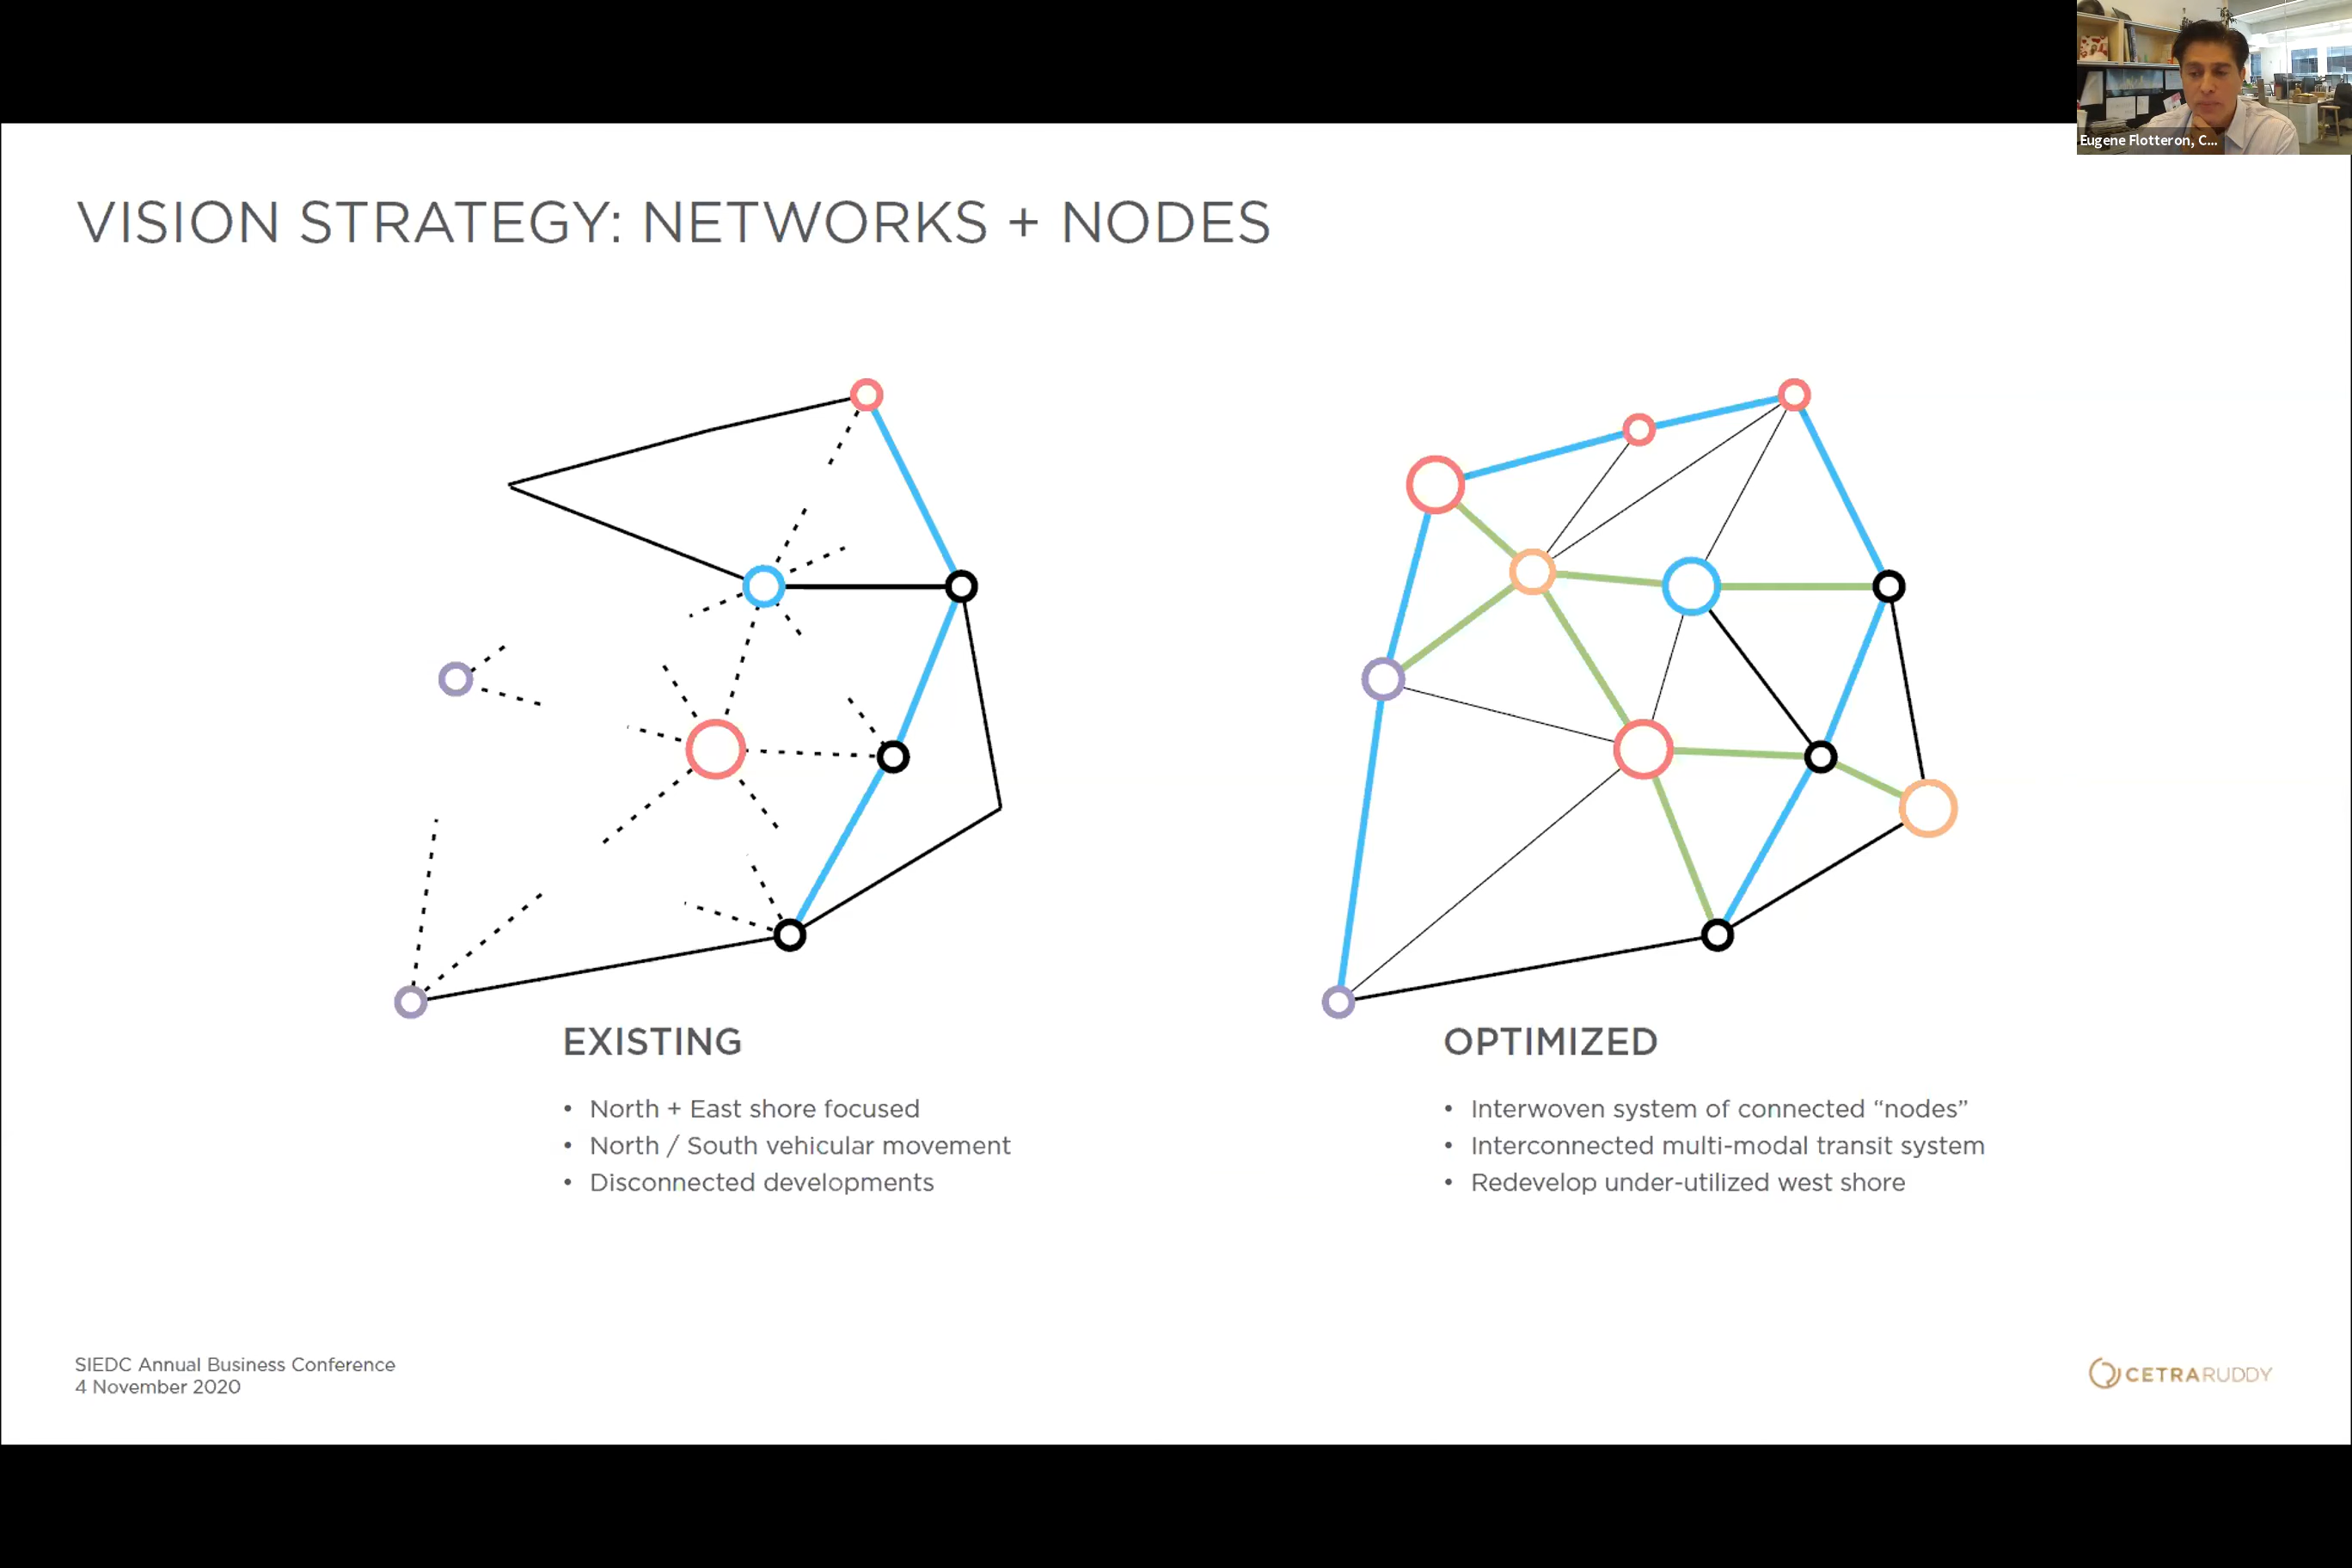 Eugene Flotteron, C...
VISION STRATEGY: NETWORKS + NODES
EXISTING
• North + East shore focused
• North / South vehicular movement
• Disconnected developments
OPTIMIZED
• Interwoven system of connected “nodes”
• Interconnected multi-modal transit system
• Redevelop under-utilized west shore
SIEDC Annual Business Conference
4 November 2020
CETRARUDDY